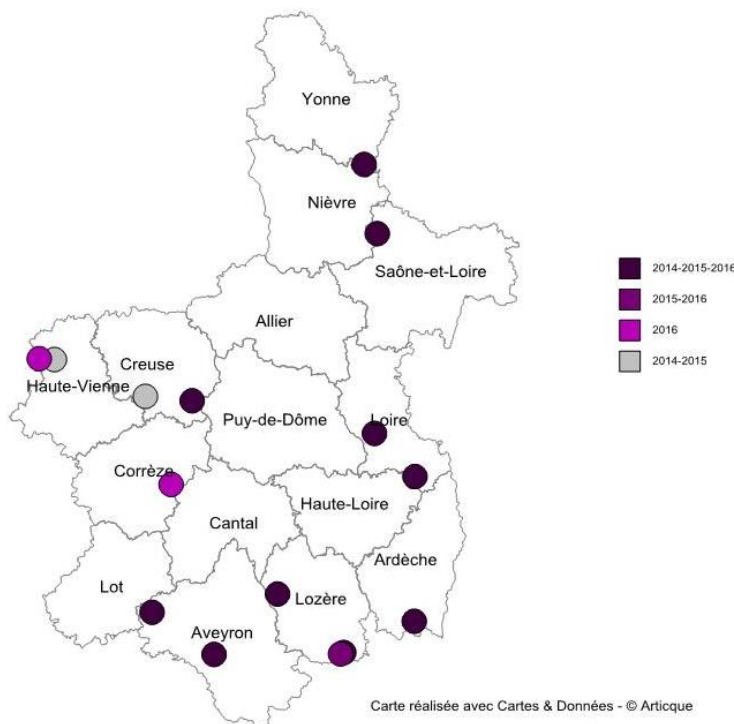 Yonne
Nièvre
Saône-et-Loire
Allier
Creuse
Haute-Vienne
Puy-de-Dôme
Loire
Corrèze
Haute-Loire
Cantal
Ardèche
Lot
Lozère
Aveyron
2014-2015-2016
2015-2016
2016
2014-2015
Carte réalisée avec Cartes & Données - © Articque